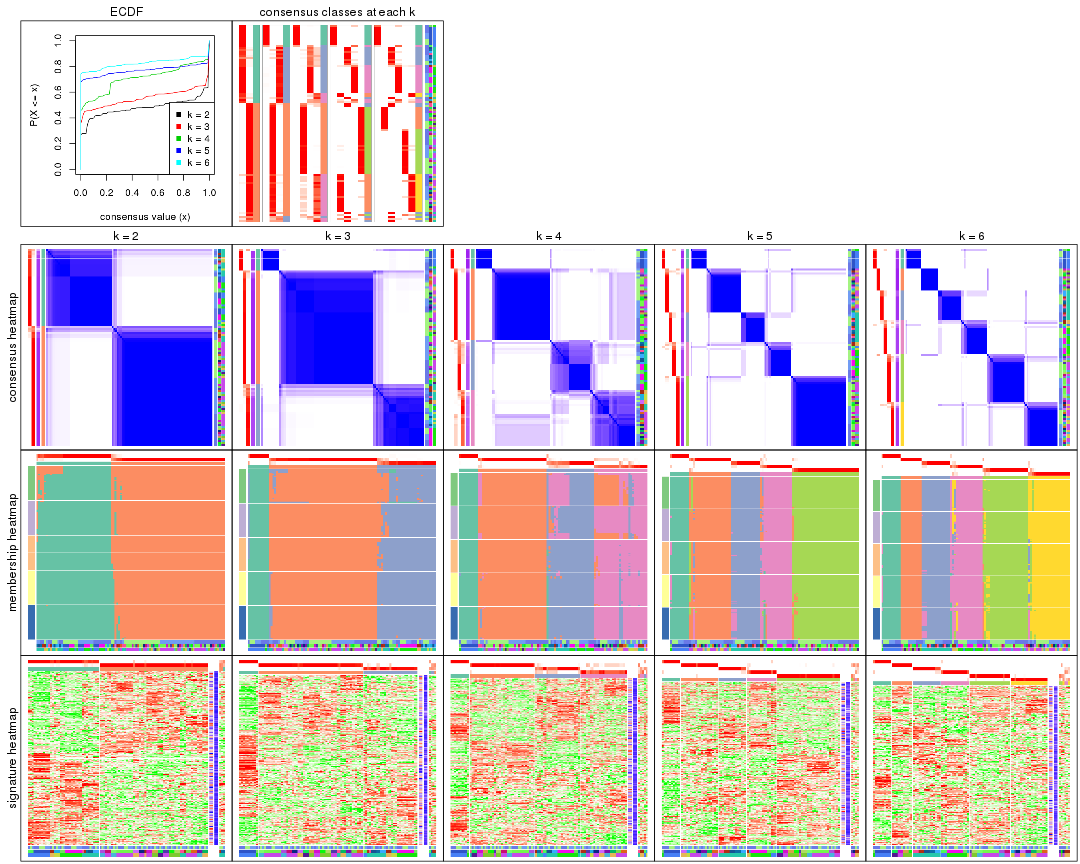 ECDF
consensus classes at each k
P(X <= x)
0.0 0.2 0.4 0.6 0.8 1.0
k = 2
k = 3
k = 4
k = 5
k = 6
0.0 0.2 0.4 0.6 0.8 1.0
consensus value (x)
k = 2 k = 3 k = 4 k = 5 k = 6
consensus heatmap
membership heatmap
signature heatmap